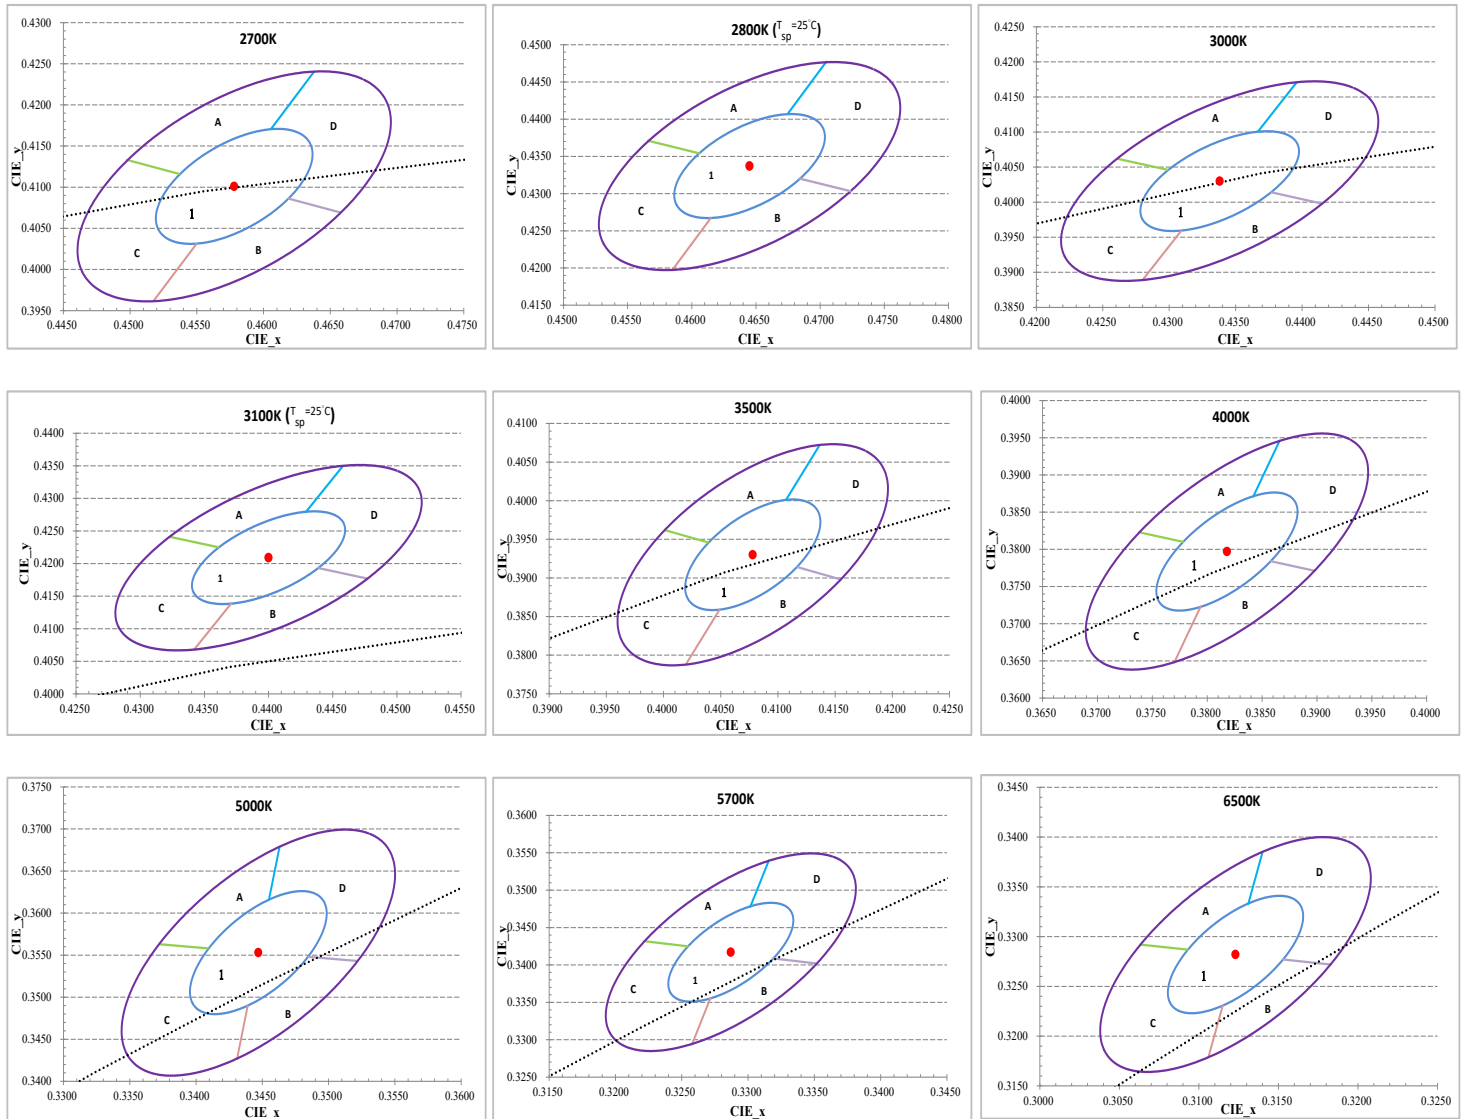 2700K
0.4300
0.4250
0.4200
0.4150
0.4100
0.4050
0.4000
0.3950
CIE_y
A
D
1
C
B
0.4450 0.4500 0.4550 0.4600 0.4650 0.4700 0.4750
CIE_x
2800K (Tsp=25°C)
0.4500
0.4450
0.4400
0.4350
0.4300
0.4250
0.4200
0.4150
CIE_y
A
D
1
C
B
0.4500 0.4550 0.4600 0.4650 0.4700 0.4750 0.4800
CIE_x
3000K
0.4250
0.4200
0.4150
0.4100
0.4050
0.4000
0.3950
0.3900
0.3850
CIE_y
A
D
1
B
C
0.4200 0.4250 0.4300 0.4350 0.4400 0.4450 0.4500
CIE_x
3100K (Tsp=25°C)
0.4400
0.4350
0.4300
0.4250
0.4200
0.4150
0.4100
0.4050
0.4000
CIE_y
A
D
1
C
B
0.4250 0.4300 0.4350 0.4400 0.4450 0.4500 0.4550
CIE_x
3500K
0.4100
0.4050
0.4000
0.3950
0.3900
0.3850
0.3800
0.3750
CIE_y
A
D
1
B
C
0.3900 0.3950 0.4000 0.4050 0.4100 0.4150 0.4200 0.4250
CIE_x
4000K
0.4000
0.3950
0.3900
0.3850
0.3800
0.3750
0.3700
0.3650
0.3600
CIE_y
A
D
1
B
C
0.3650 0.3700 0.3750 0.3800 0.3850 0.3900 0.3950 0.4000
CIE_x
5000K
0.3750
0.3700
0.3650
0.3600
0.3550
0.3500
0.3450
0.3400
CIE_y
D
A
1
B
C
0.3300 0.3350 0.3400 0.3450 0.3500 0.3550 0.3600
CIE_x
5700K
0.3600
0.3550
0.3500
0.3450
0.3400
0.3350
0.3300
0.3250
CIE_y
D
A
1
C
B
0.3150 0.3200 0.3250 0.3300 0.3350 0.3400 0.3450
CIE_x
6500K
0.3450
0.3400
0.3350
0.3300
0.3250
0.3200
0.3150
CIE_y
D
A
1
B
C
0.3000 0.3050 0.3100 0.3150 0.3200 0.3250
CIE_x